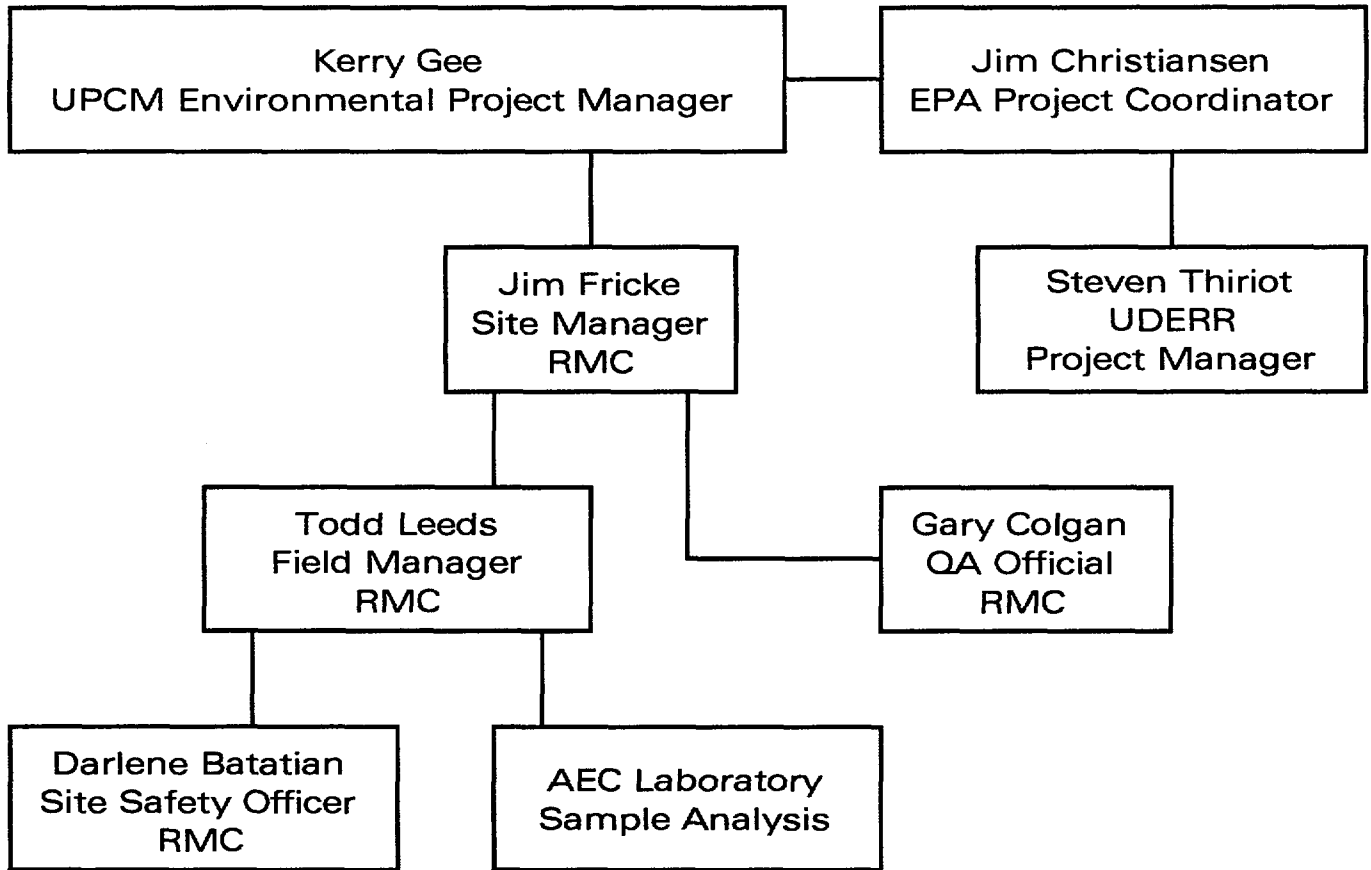 Kerry Gee
UPCM Environmental Project Manager
Jim Christiansen
EPA Project Coordinator
Jim Fricke
Site Manager
RMC
Steven Thiriot
UDERR
Project Manager
Todd Leeds
Field Manager
RMC
Gary Colgan
QA Official
RMC
Darlene Batatian
Site Safety Officer
RMC
AEC Laboratory
Sample Analysis